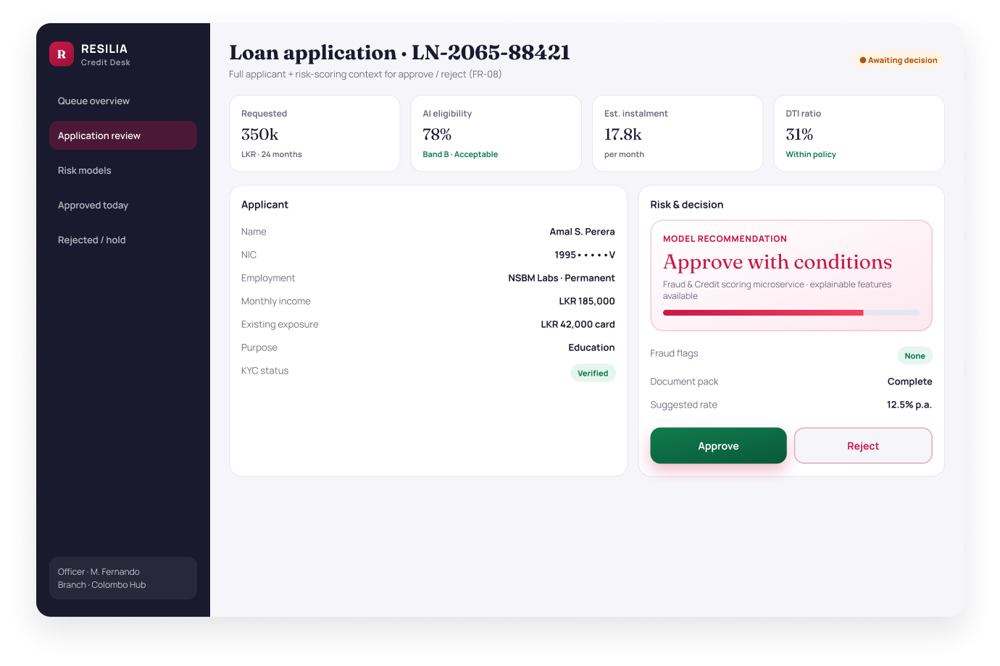 R
RESILIA
Credit Desk
Queue overview
Application review
Risk models
Approved today
Rejected / hold
Officer · M. Fernando
Branch · Colombo Hub
Loan application · LN-2065-88421
Full applicant + risk-scoring context for approve / reject (FR-08)
Awaiting decision
Requested
350k
LKR · 24 months
AI eligibility
78%
Band B · Acceptable
Est. instalment
17.8k
per month
DTI ratio
31%
Within policy
Applicant
Name Amal S. Perera
NIC 1995•••••V
Employment NSBM Labs · Permanent
Monthly income LKR 185,000
Existing exposure LKR 42,000 card
Purpose Education
KYC status Verified
Risk & decision
MODEL RECOMMENDATION
Approve with conditions
Fraud & Credit scoring microservice · explainable features
available
Fraud flags None
Document pack Complete
Suggested rate 12.5% p.a.
Approve
Reject